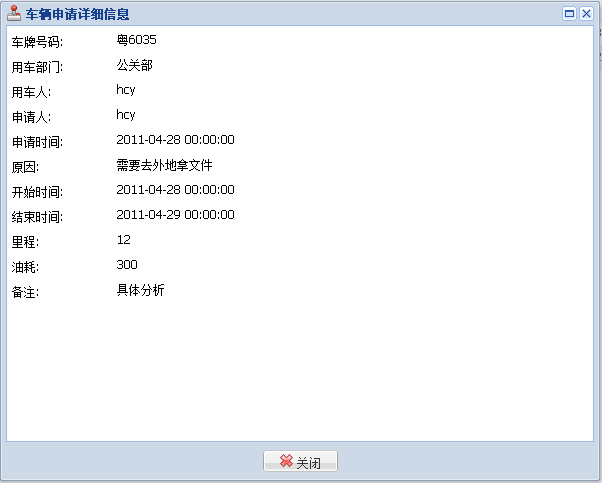 车辆申请详细信息
车牌号码: 粤6035
用车部门: 公关部
用车人: hcy
申请人: hcy
申请时间: 2011-04-28 00:00:00
原因: 需要去外地拿文件
开始时间: 2011-04-28 00:00:00
结束时间: 2011-04-29 00:00:00
里程: 12
油耗: 300
备注: 具体分析
关闭